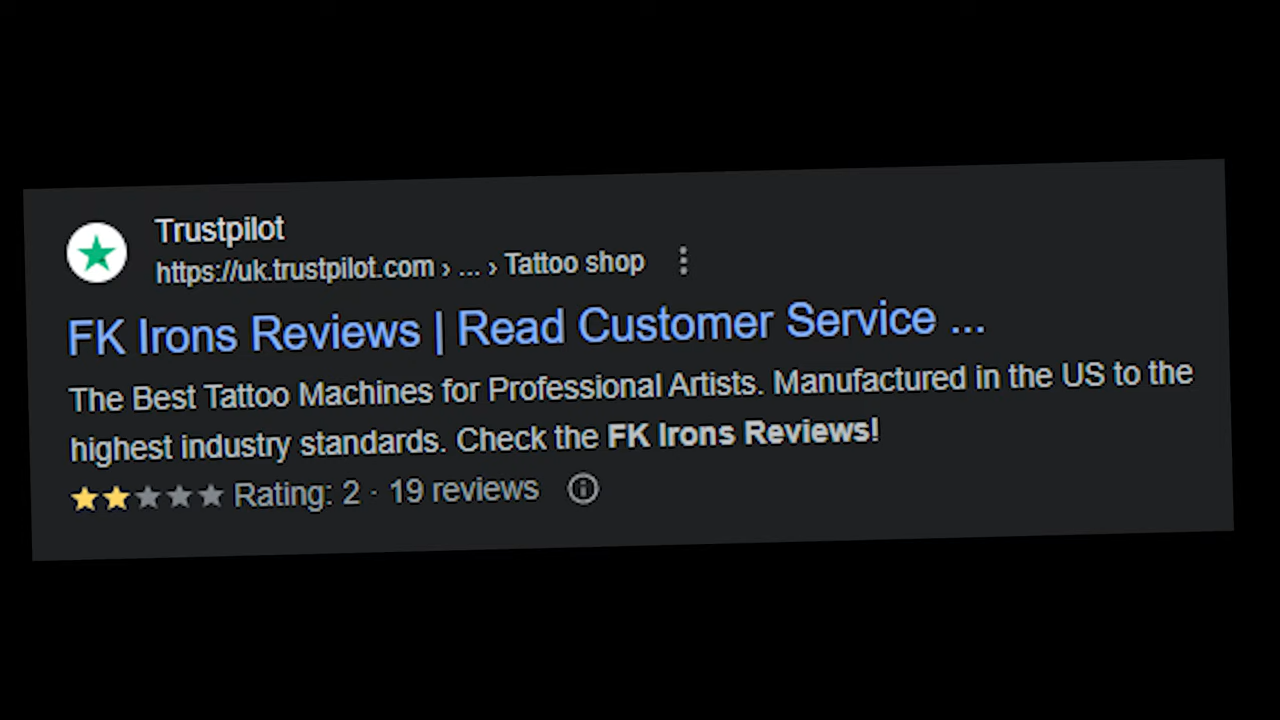 Trustpilot
https://uk.trustpilot.com › ... › Tattoo shop
FK Irons Reviews | Read Customer Service ...
The Best Tattoo Machines for Professional Artists. Manufactured in the US to the
highest industry standards. Check the FK Irons Reviews!
Rating: 2 · 19 reviews